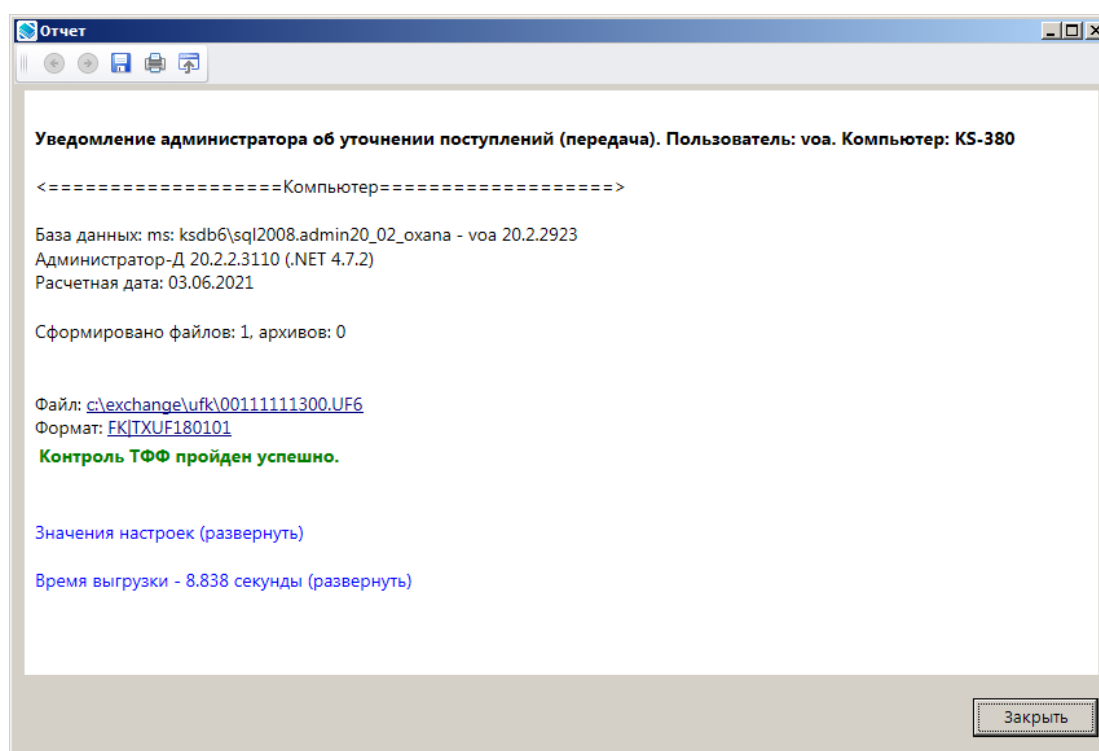 Отчет
Уведомление администратора об уточнении поступлений (передача). Пользователь: voa. Компьютер: KS-380
<===================Компьютер===================>
База данных: ms: ksdb6\sql2008.admin20_02_oxana - voa 20.2.2923
Администратор-Д 20.2.2.3110 (.NET 4.7.2)
Расчетная дата: 03.06.2021
Сформировано файлов: 1, архивов: 0
Файл: c:\exchange\ufk\00111111300.UF6
Формат: FK|TXUF180101
Контроль ТФФ пройден успешно.
Значения настроек (развернуть)
Время выгрузки - 8.838 секунды (развернуть)
Закрыть